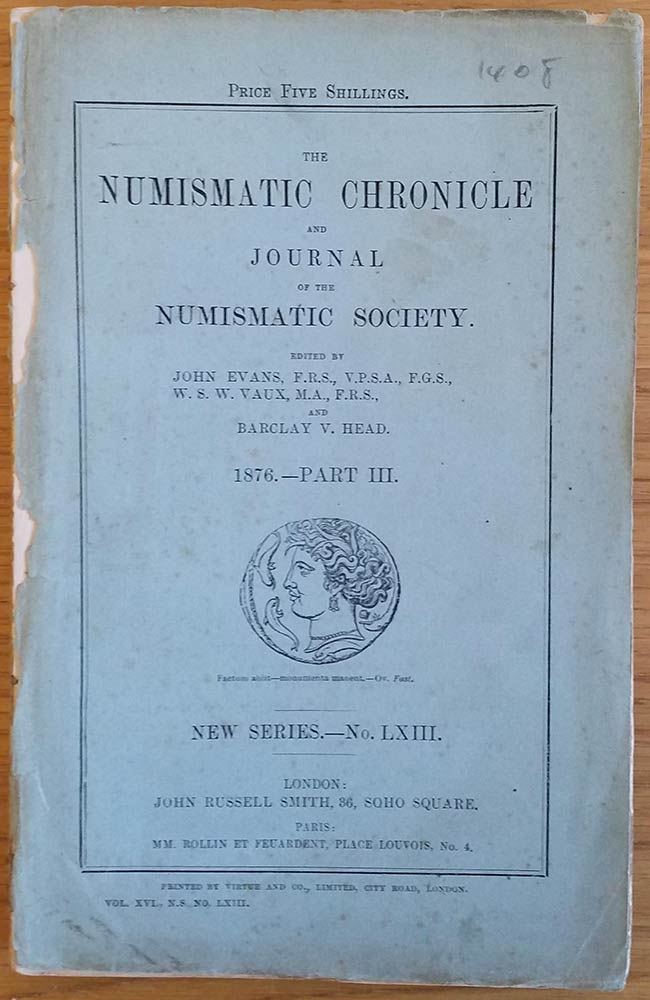 1408
PRICE FIVE SHILLINGS.
THE
NUMISMATIC CHRONICLE
AND
JOURNAL
OF THE
NUMISMATIC SOCIETY.
EDITED BY
JOHN EVANS, F.R.S., V.P.S.A., F.G.S.,
W. S. W. VAUX, M.A., F.R.S.,
AND
BARCLAY V. HEAD.
1876.—PART III.
Factum abiit—monumenta manent.—Ov. Fast.
NEW SERIES.—No. LXIII.
LONDON:
JOHN RUSSELL SMITH, 36, SOHO SQUARE.
PARIS:
MM. ROLLIN ET FEUARDENT, PLACE LOUVOIS, No. 4.
PRINTED BY VIRTUE AND CO., LIMITED, CITY ROAD, LONDON.
VOL. XVI., N.S. NO. LXIII.